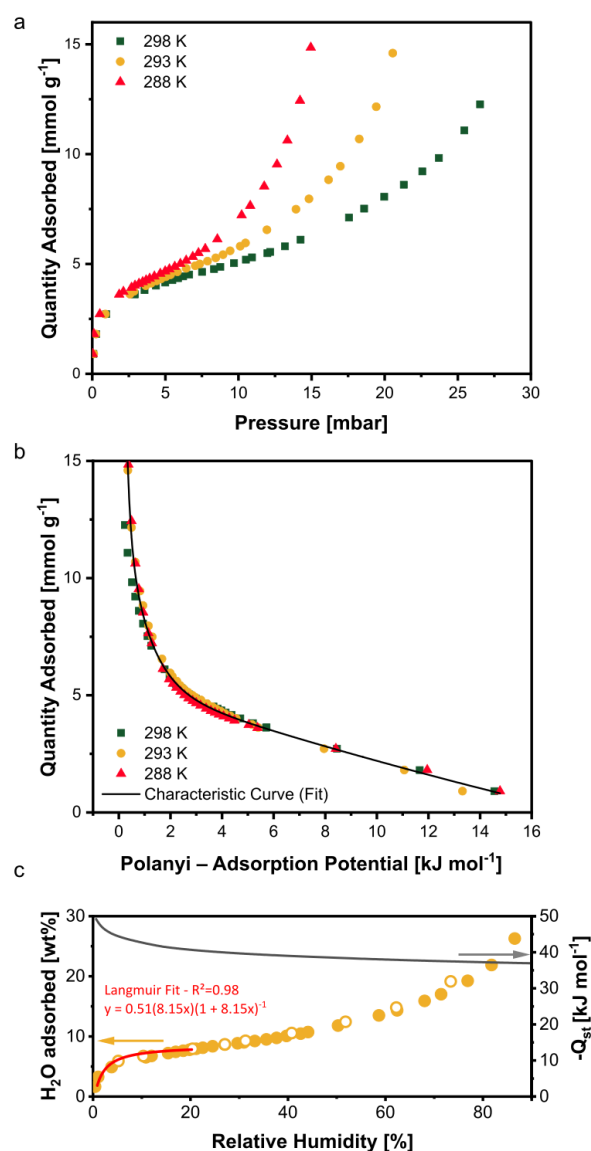 a
15
10
5
0
Quantity Adsorbed [mmol g⁻¹]
298 K
293 K
288 K
0 5 10 15 20 25 30
Pressure [mbar]
b
15
10
5
0
Quantity Adsorbed [mmol g⁻¹]
298 K
293 K
288 K
Characteristic Curve (Fit)
0 2 4 6 8 10 12 14 16
Polanyi – Adsorption Potential [kJ mol⁻¹]
c
30
20
10
0
H₂O adsorbed [wt%]
Langmuir Fit - R²=0.98
y = 0.51(8.15x)(1 + 8.15x)⁻¹
50
40
30
20
10
0
-Qst [kJ mol⁻¹]
0 20 40 60 80
Relative Humidity [%]